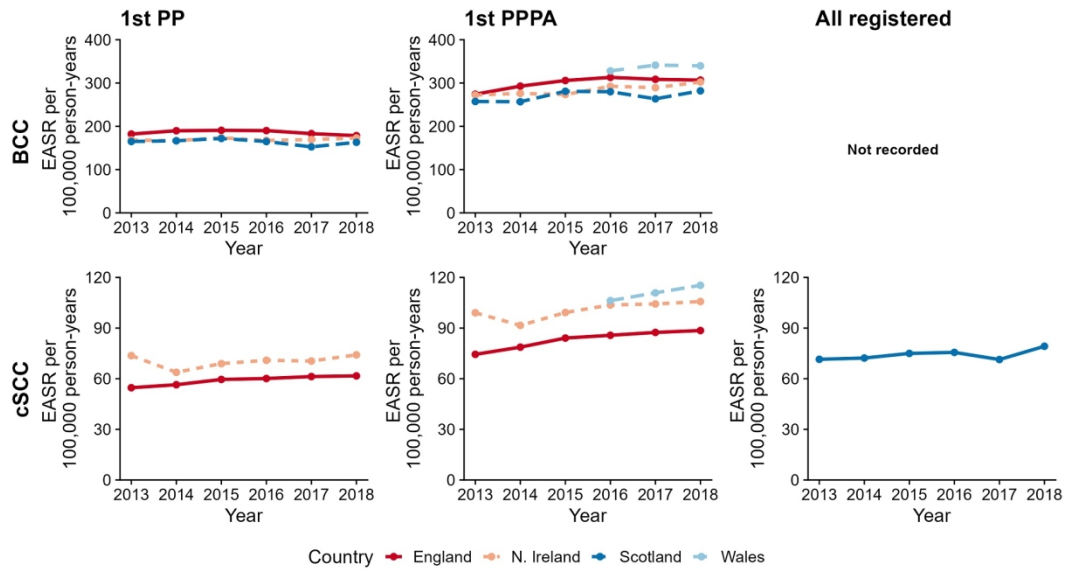 1st PP
1st PPPA
All registered
BCC
EASR per
100,000 person-years
400
300
200
100
0
2013 2014 2015 2016 2017 2018
Year
EASR per
100,000 person-years
400
300
200
100
0
2013 2014 2015 2016 2017 2018
Year
Not recorded
cSCC
EASR per
100,000 person-years
120
90
60
30
0
2013 2014 2015 2016 2017 2018
Year
EASR per
100,000 person-years
120
90
60
30
0
2013 2014 2015 2016 2017 2018
Year
EASR per
100,000 person-years
120
90
60
30
0
2013 2014 2015 2016 2017 2018
Year
Country England N. Ireland Scotland Wales